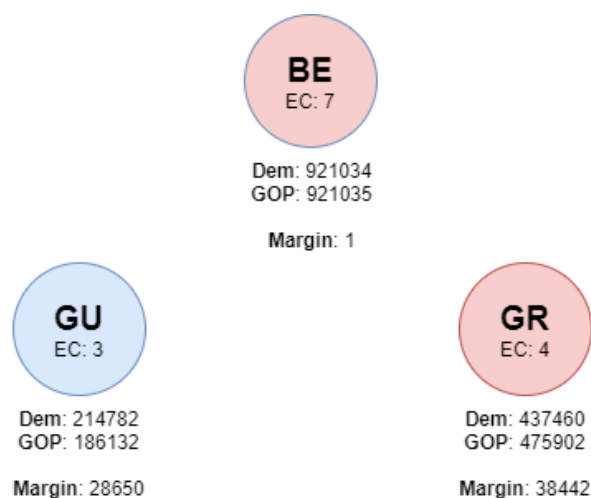 BE
EC: 7
Dem: 921034
GOP: 921035
Margin: 1
GU
EC: 3
Dem: 214782
GOP: 186132
Margin: 28650
GR
EC: 4
Dem: 437460
GOP: 475902
Margin: 38442